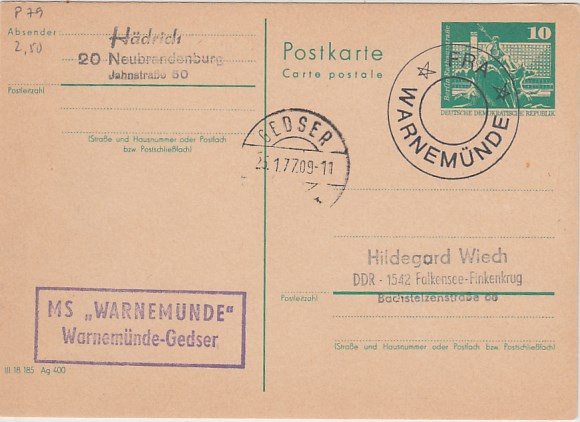 P 79
2,50
Absender
Hädrich
20 Neubrandenburg
Jahnstraße 50
Postleitzahl
(Straße und Hausnummer oder Postfach
bzw. Postschließfach)
Postkarte
Carte postale
10
DEUTSCHE DEMOKRATISCHE REPUBLIK
WARNEMÜNDE
GEDSER
1.77.09-11
Hildegard Wiech
DDR - 1542 Falkensee-Finkenkrug
Bachstelzenstraße
Postleitzahl
(Straße und Hausnummer oder Postfach bzw. Postschließfach)
MS „WARNEMÜNDE"
Warnemünde-Gedser
III 18 185 Ag 400